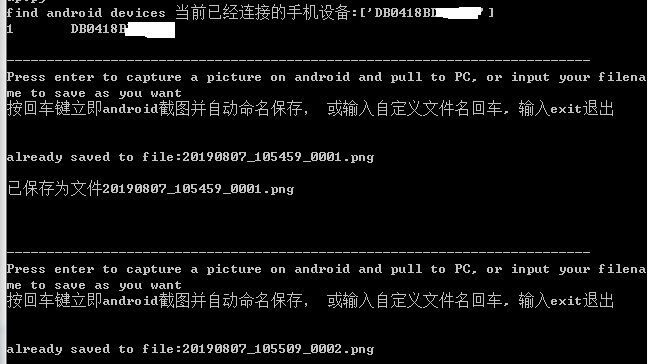 find android devices 当前已经连接的手机设备:['DB0418BD
']
1 DB0418B
-------------------------------------------------------------------------
Press enter to capture a picture on android and pull to PC, or input your filena
me to save as you want
按回车键立即android截图并自动命名保存， 或输入自定义文件名回车, 输入exit退出
already saved to file:20190807_105459_0001.png
已保存为文件20190807_105459_0001.png
-------------------------------------------------------------------------
Press enter to capture a picture on android and pull to PC, or input your filena
me to save as you want
按回车键立即android截图并自动命名保存， 或输入自定义文件名回车, 输入exit退出
already saved to file:20190807_105509_0002.png